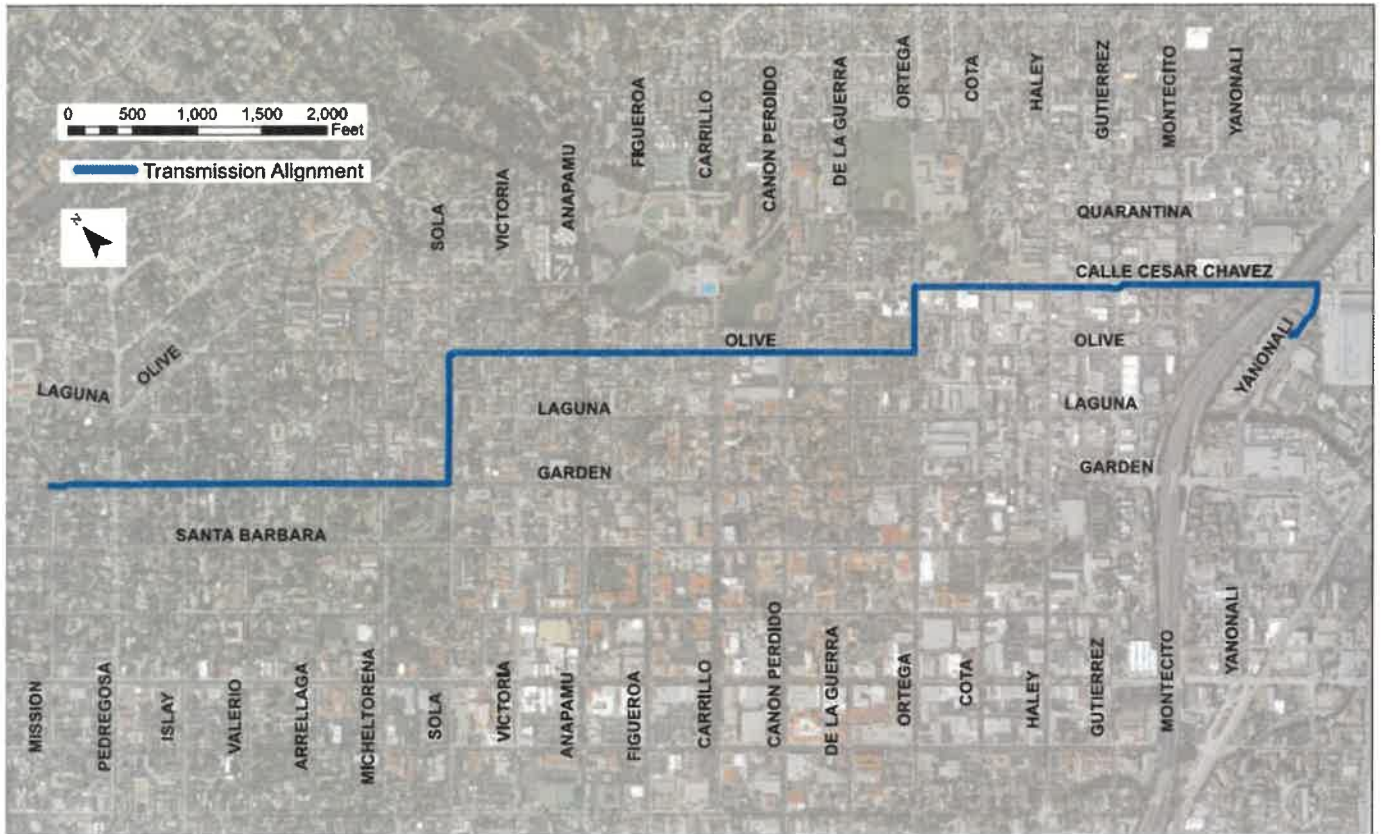 0 500 1,000 1,500 2,000
Feet
Transmission Alignment
N
FIGUEROA
CARRILLO
CANON PERDIDO
DE LA GUERRA
ORTEGA
COTA
HALEY
GUTIERREZ
MONTECITO
YANONALI
SOLA
VICTORIA
ANAPAMU
QUARANTINA
CALLE CESAR CHAVEZ
OLIVE
OLIVE
YANONALI
LAGUNA
OLIVE
LAGUNA
LAGUNA
GARDEN
GARDEN
SANTA BARBARA
MISSION
PEDREGOSA
ISLAY
VALERIO
ARRELLAGA
MICHELTORENA
SOLA
VICTORIA
ANAPAMU
FIGUEROA
CARRILLO
CANON PERDIDO
DE LA GUERRA
ORTEGA
COTA
HALEY
GUTIERREZ
MONTECITO
YANONALI